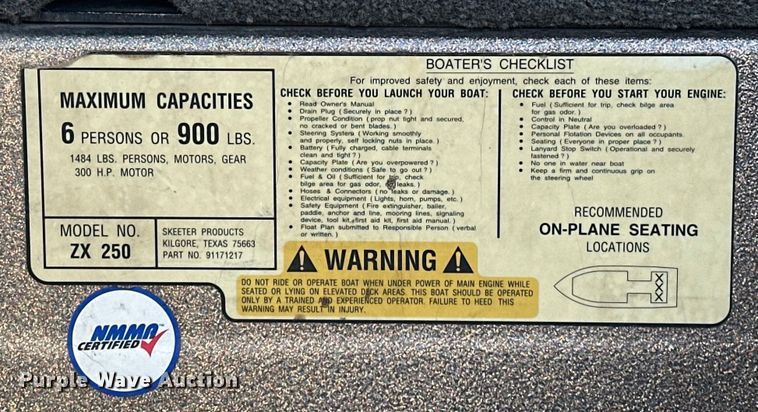 MAXIMUM CAPACITIES
6 PERSONS OR 900 LBS.
1484 LBS. PERSONS, MOTORS, GEAR
300 H.P. MOTOR
MODEL NO.
ZX 250
SKEETER PRODUCTS
KILGORE, TEXAS 75663
PART NO. 91171217
BOATER'S CHECKLIST
For improved safety and enjoyment, check each of these items:
CHECK BEFORE YOU LAUNCH YOUR BOAT:
• Read Owner's Manual
• Drain Plug (Securely in place?)
• Propeller Condition (prop nut tight and secured,
no cracked or bent blades.)
• Steering System (Working smoothly
and properly, self locking nuts in place.)
• Battery (Fully charged, cable terminals
clean and tight?)
• Capacity Plate (Are you overpowered?)
• Weather conditions (Safe to go out?)
• Fuel & Oil (Sufficient for trip, check
bilge area for gas odor, leaks.)
• Hoses & Connectors (no leaks or damage.)
• Electrical equipment (Lights, horn, pumps, etc.)
• Safety Equipment (Fire extinguisher, bailer,
paddle, anchor and line, mooring lines, signaling
device, tool kit, first aid kit, first aid manual.)
• Float Plan submitted to Responsible Person (verbal
or written.)
CHECK BEFORE YOU START YOUR ENGINE:
• Fuel (Sufficient for trip, check bilge area
for gas odor.)
• Control in Neutral
• Capacity Plate (Are you overloaded?)
• Personal Flotation Devices on all occupants.
• Seating (Everyone in proper place?)
• Lanyard Stop Switch (Operational and securely
fastened?)
• No one in water near boat
• Keep a firm and continuous grip on
the steering wheel
RECOMMENDED
ON-PLANE SEATING
LOCATIONS
XXX
WARNING
DO NOT RIDE OR OPERATE BOAT WHEN UNDER POWER OF MAIN ENGINE WHILE
SEATED OR LYING ON ELEVATED DECK AREAS. THIS BOAT SHOULD BE OPERATED
ONLY BY A TRAINED AND EXPERIENCED OPERATOR. FAILURE TO HEED THIS
WARNING MAY RESULT IN INJURY.
NMMA
CERTIFIED
Purple Wave Auction